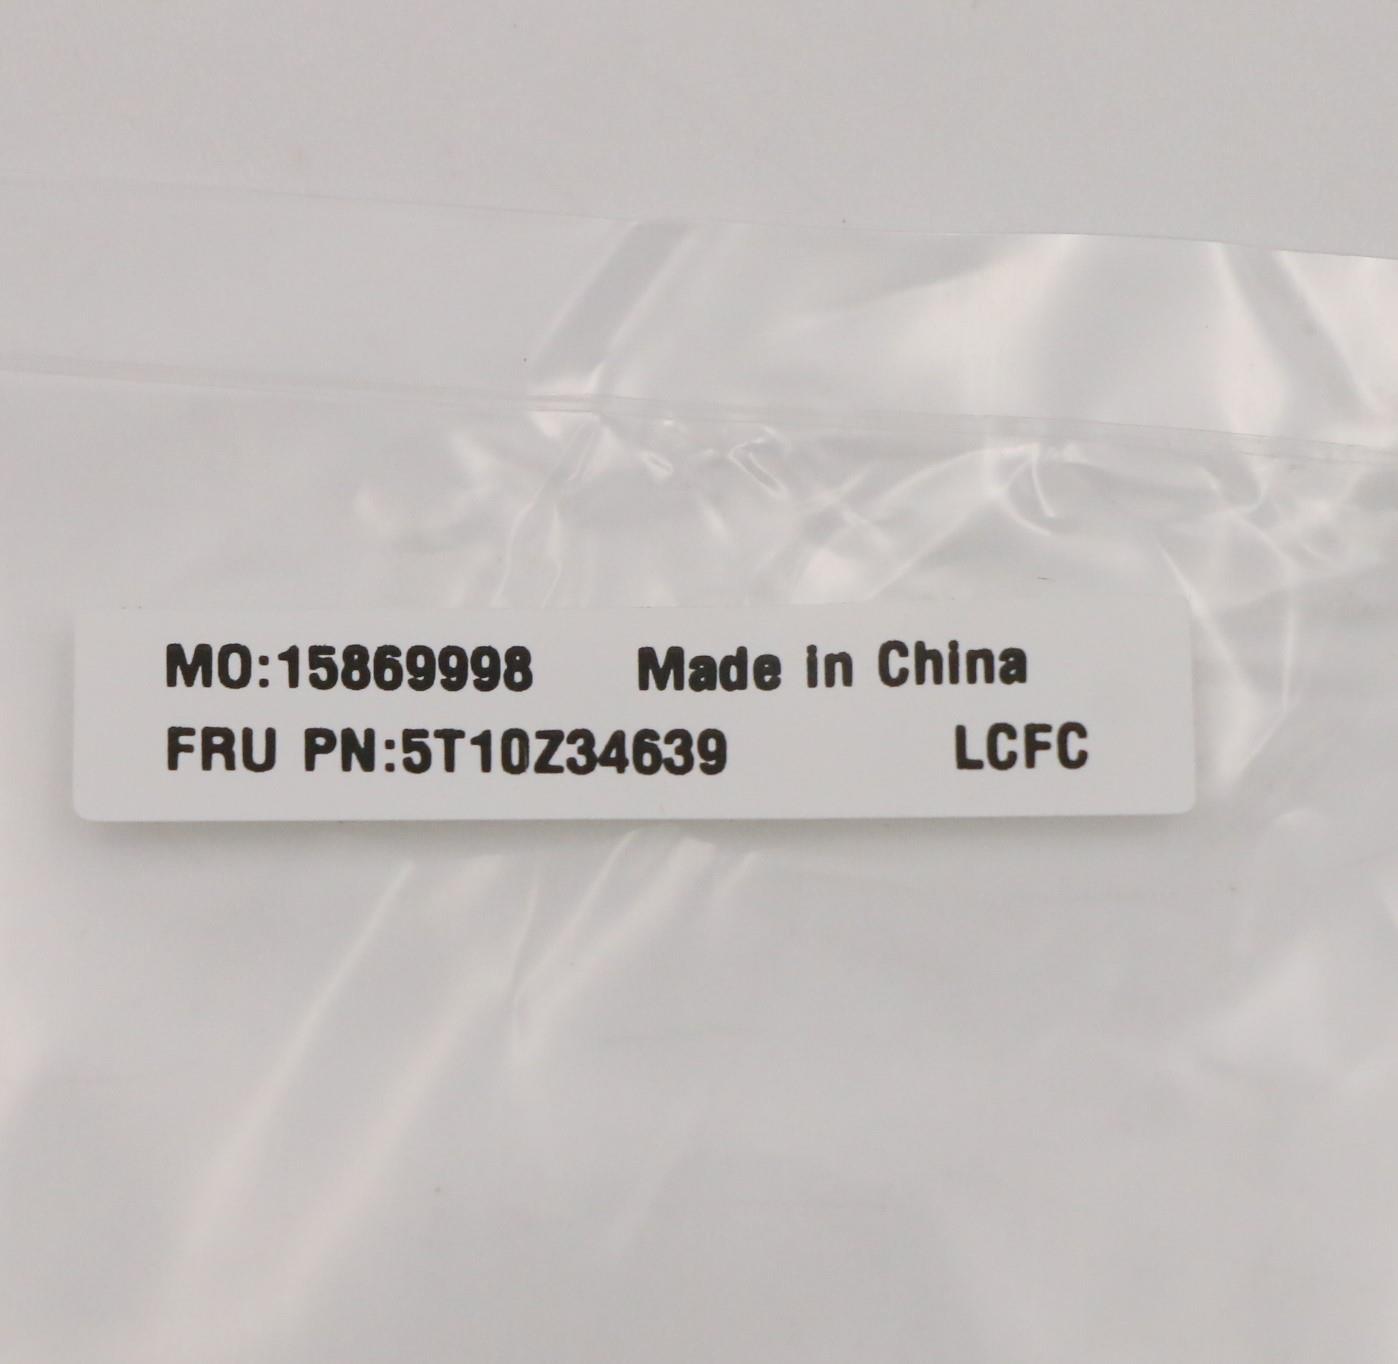 MO:15869998 Made in China
FRU PN:5T10Z34639 LCFC